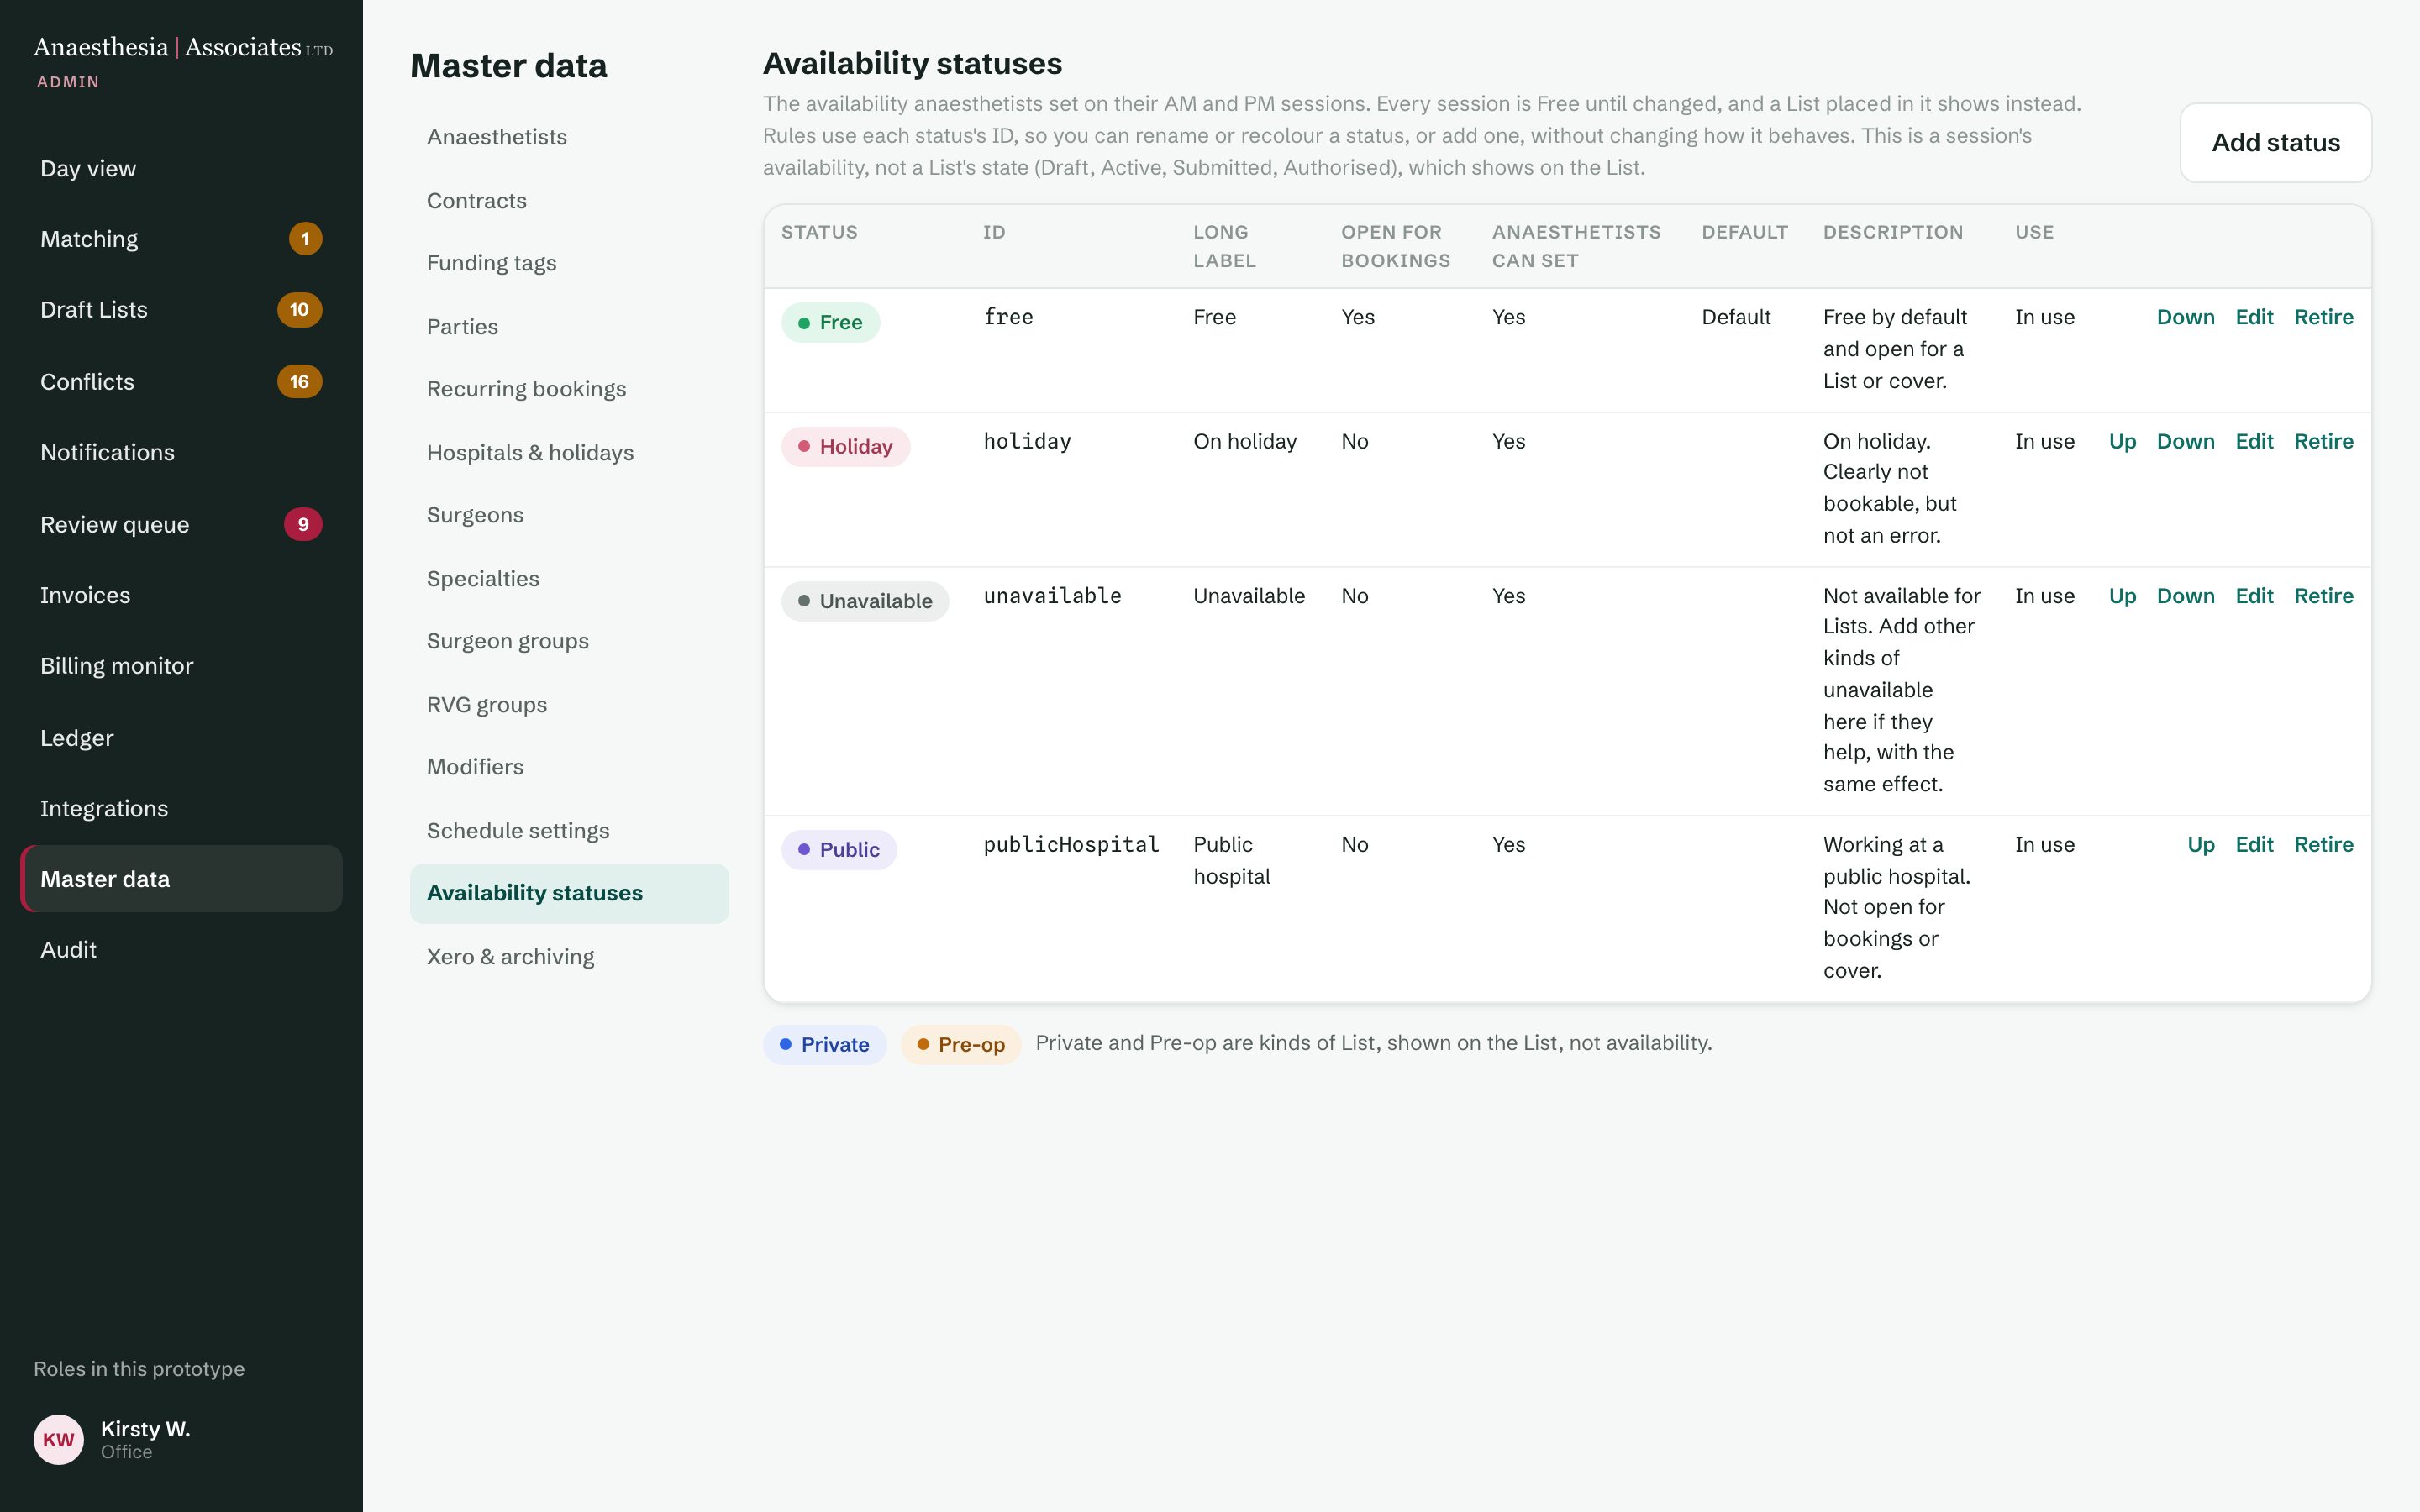 Anaesthesia | Associates LTD
ADMIN
Day view
Matching 1
Draft Lists 10
Conflicts 16
Notifications
Review queue 9
Invoices
Billing monitor
Ledger
Integrations
Master data
Audit
Roles in this prototype
KW
Kirsty W.
Office
Master data
Anaesthetists
Contracts
Funding tags
Parties
Recurring bookings
Hospitals & holidays
Surgeons
Specialties
Surgeon groups
RVG groups
Modifiers
Schedule settings
Availability statuses
Xero & archiving
Availability statuses
The availability anaesthetists set on their AM and PM sessions. Every session is Free until changed, and a List placed in it shows instead.
Rules use each status's ID, so you can rename or recolour a status, or add one, without changing how it behaves. This is a session's
availability, not a List's state (Draft, Active, Submitted, Authorised), which shows on the List.
Add status
STATUS
ID
LONG
LABEL
OPEN FOR
BOOKINGS
ANAESTHETISTS
CAN SET
DEFAULT
DESCRIPTION
USE
Free
free
Free
Yes
Yes
Default
Free by default
and open for a
List or cover.
In use
Down Edit Retire
Holiday
holiday
On holiday
No
Yes
On holiday.
Clearly not
bookable, but
not an error.
In use
Up Down Edit Retire
Unavailable
unavailable
Unavailable
No
Yes
Not available for
Lists. Add other
kinds of
unavailable
here if they
help, with the
same effect.
In use
Up Down Edit Retire
Public
publicHospital
Public
hospital
No
Yes
Working at a
public hospital.
Not open for
bookings or
cover.
In use
Up Edit Retire
Private Pre-op Private and Pre-op are kinds of List, shown on the List, not availability.